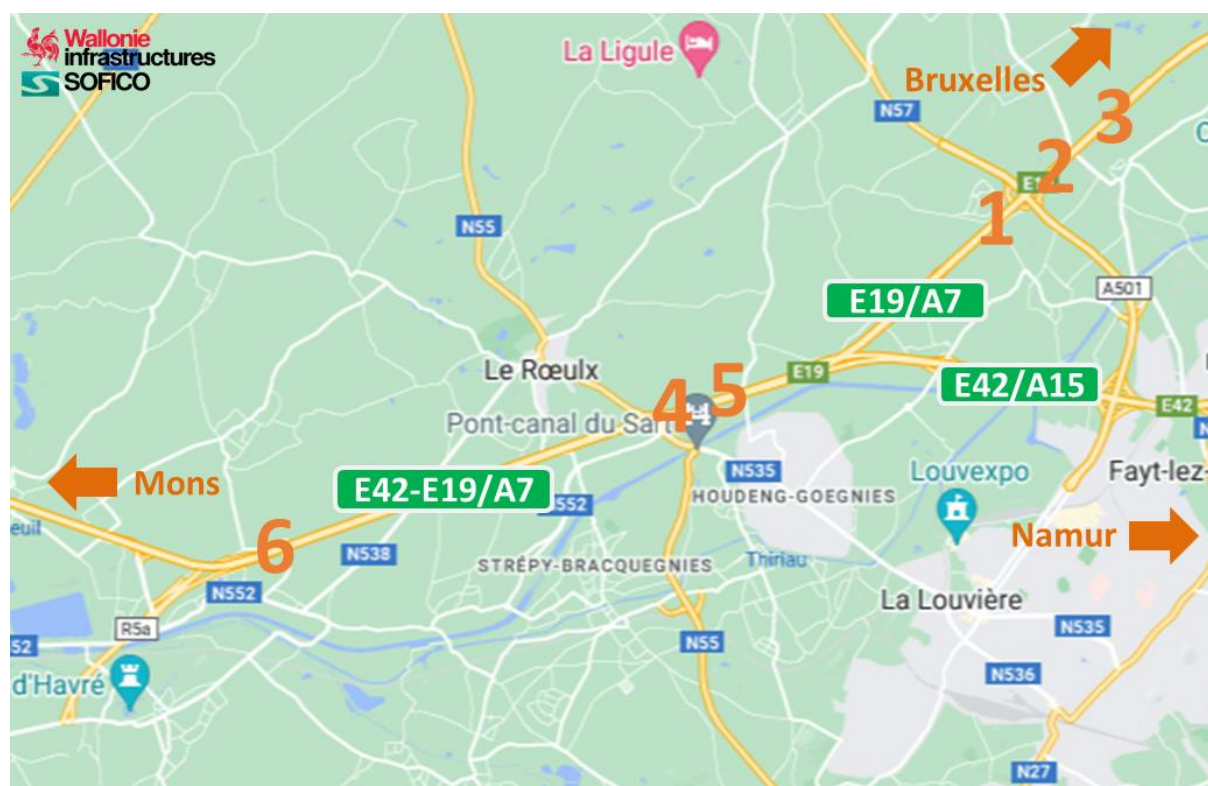 Wallonie
infrastructures
SOFICO
La Ligule
Bruxelles
N57
3
2
E1
1
N55
A501
E19/A7
Le Rœulx
5
E19
4
E42/A15
Pont-canal du Sart
E42
Mons
N535
Louvexpo
Fayt-lez-
E42-E19/A7
HOUDENG-GOEGNIES
552
6
N538
Namur
STRÉPY-BRACQUEGNIES
Thiriau
N552
La Louvière
R5a
N535
52
N55
d'Havré
N536
N27